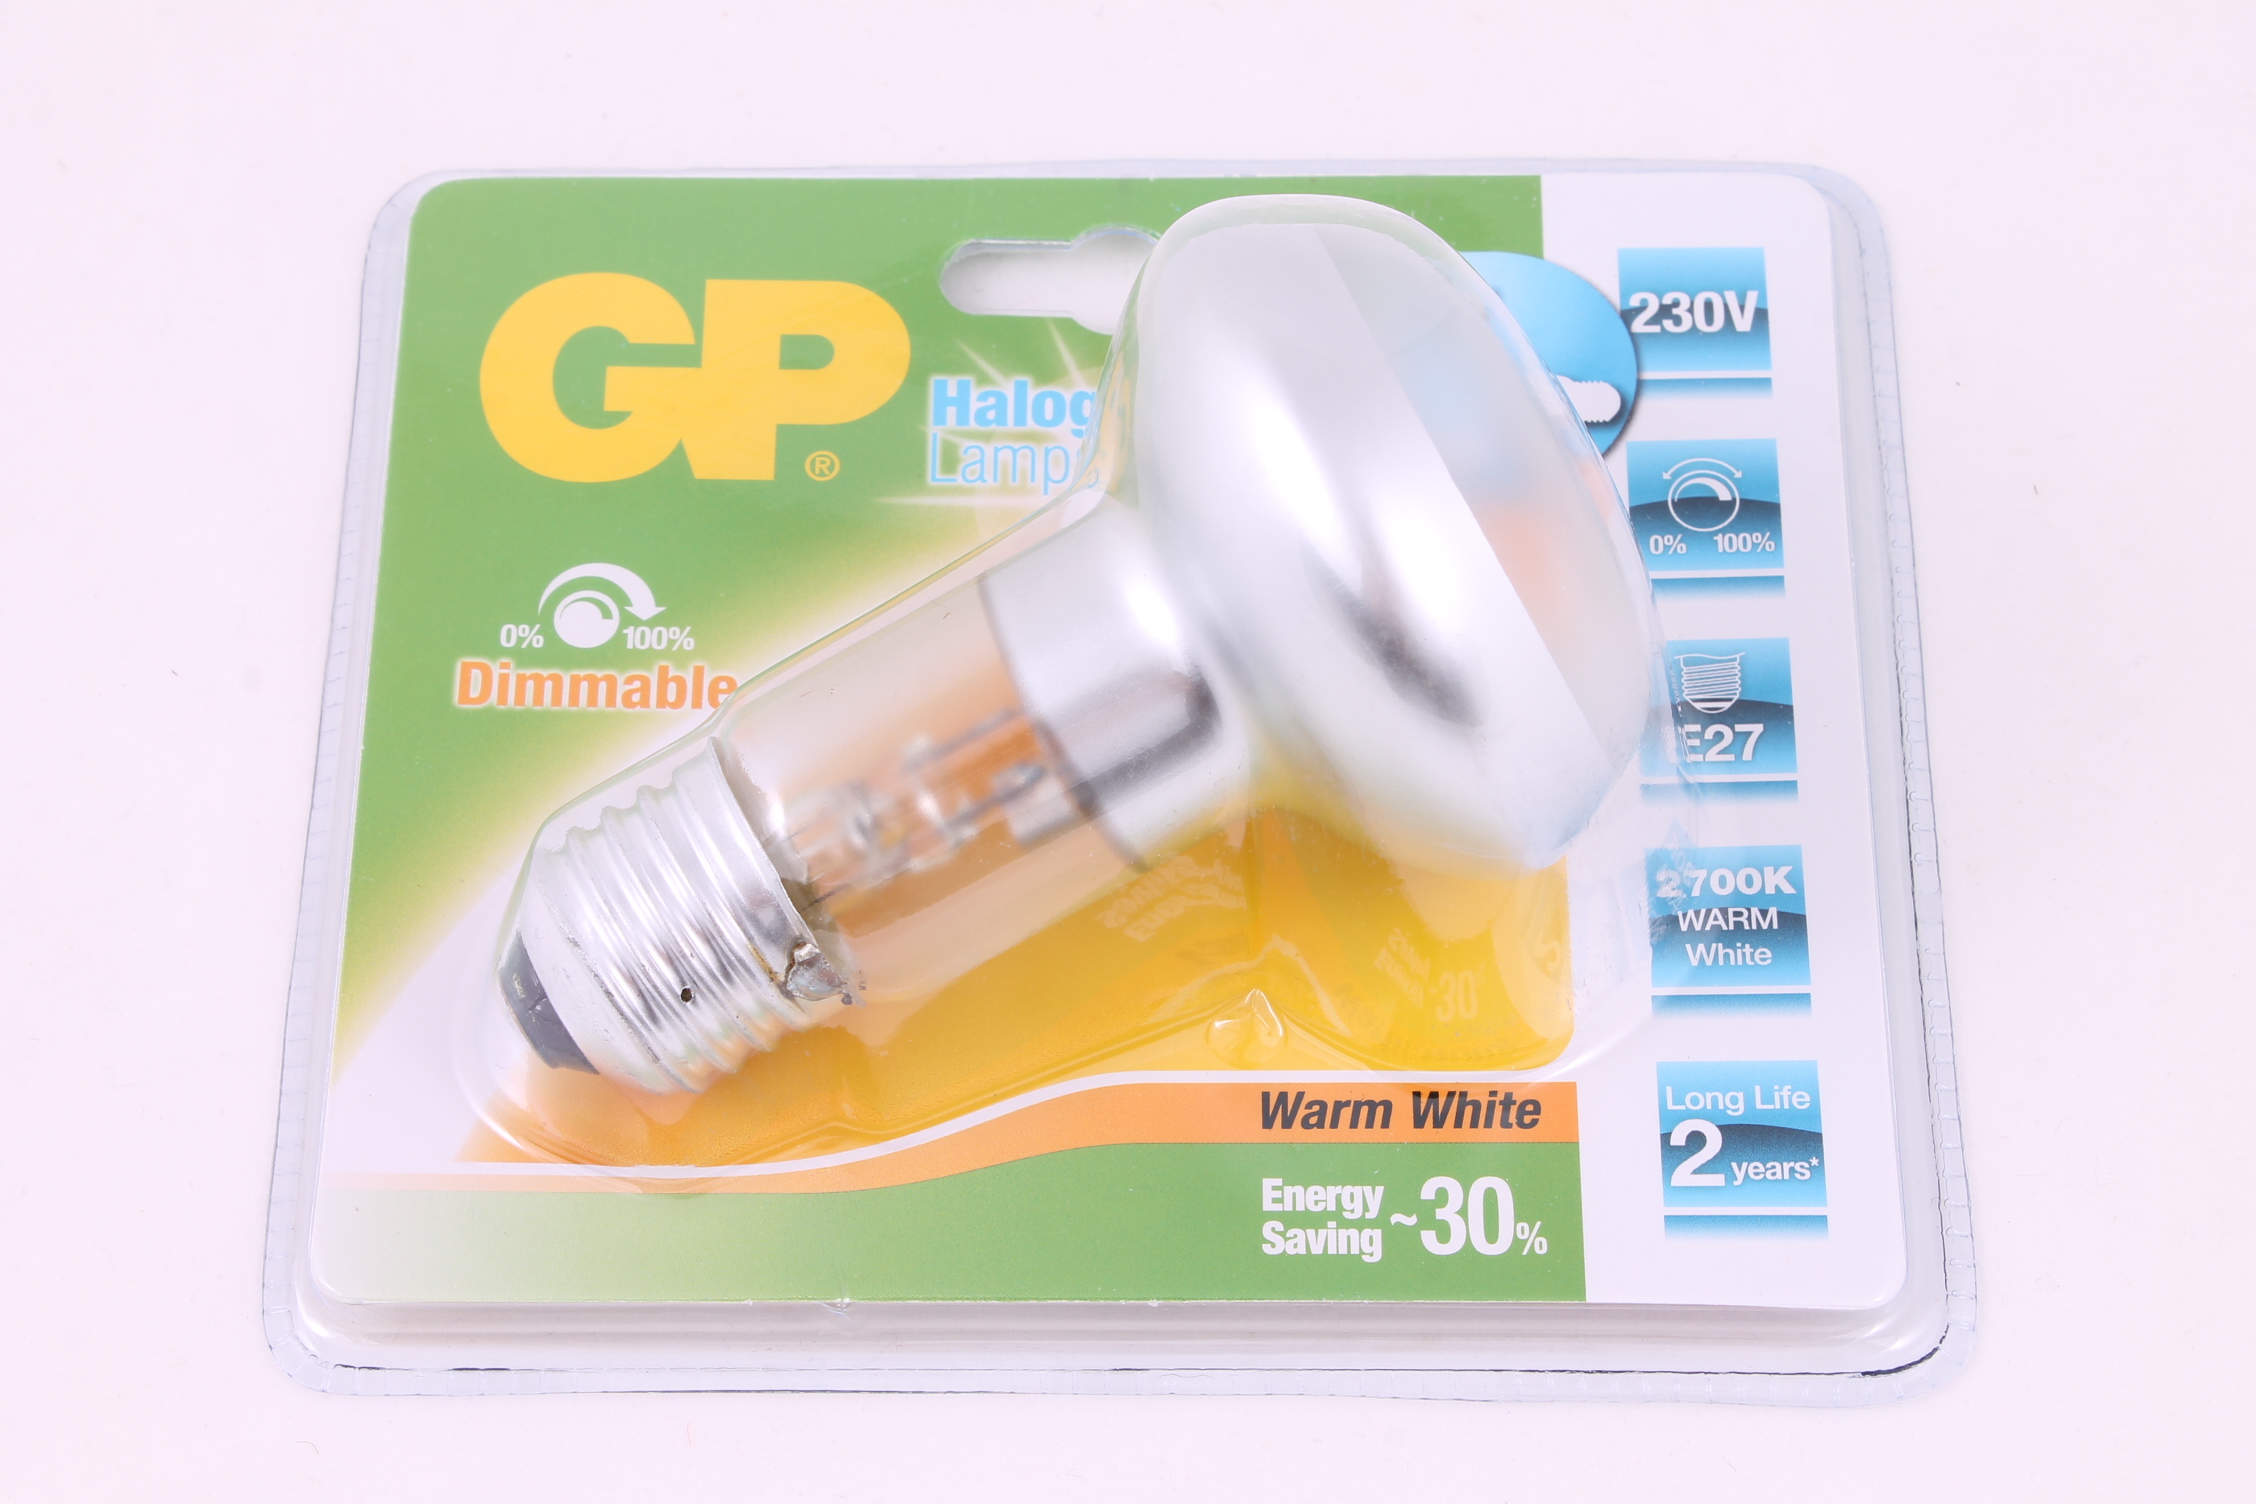 GP®
Halog
Lamps
0% 100%
Dimmable
230V
0% 100%
E27
2700K
WARM
White
Long Life
2 years*
Warm White
Energy
Saving ~30%